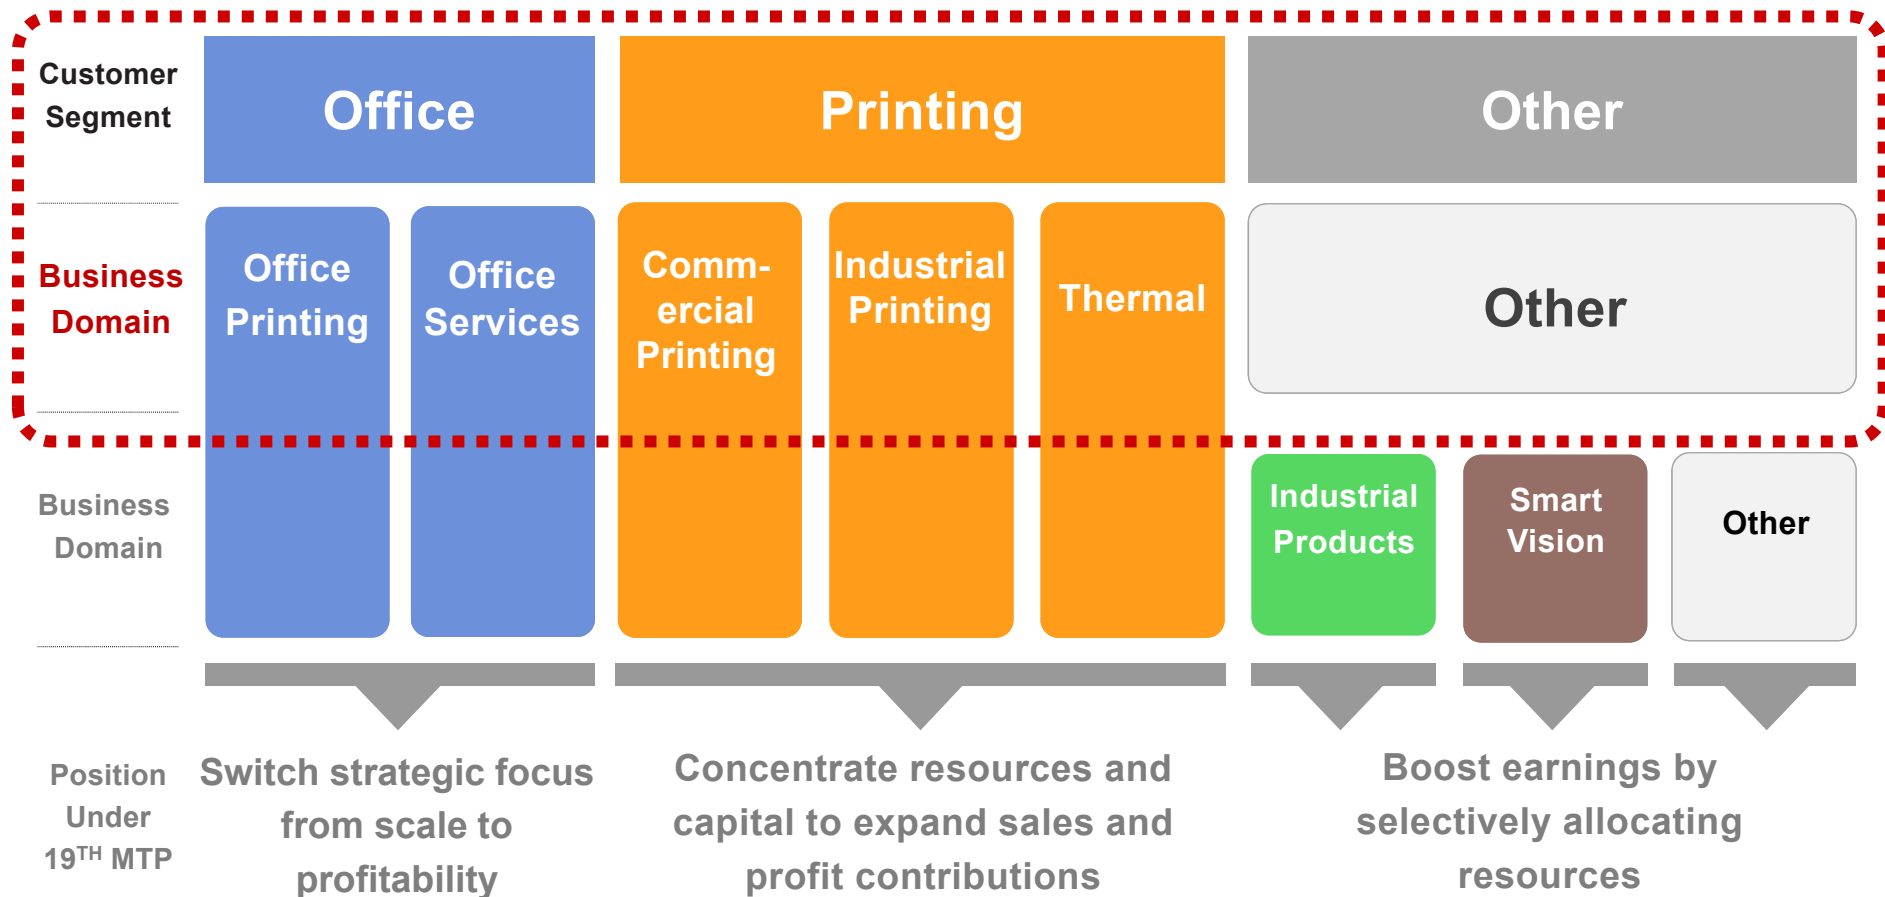 Customer
Segment
Office
Printing
Other
Business
Domain
Office
Printing
Office
Services
Comm-
ercial
Printing
Industrial
Printing
Thermal
Other
Business
Domain
Industrial
Products
Smart
Vision
Other
Position
Under
19TH MTP
Switch strategic focus
from scale to
profitability
Concentrate resources and
capital to expand sales and
profit contributions
Boost earnings by
selectively allocating
resources